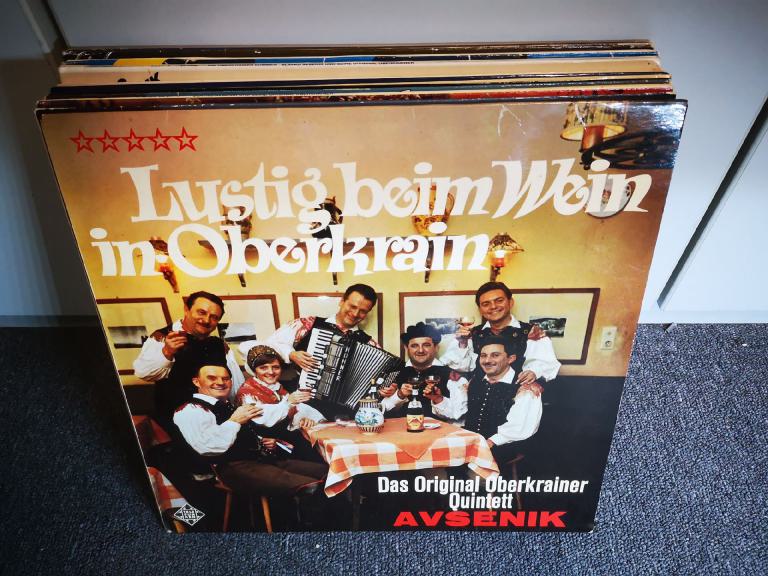 Lustig beim Wein
in Oberkrain
Das Original Oberkrainer
Quintett
AVSENIK